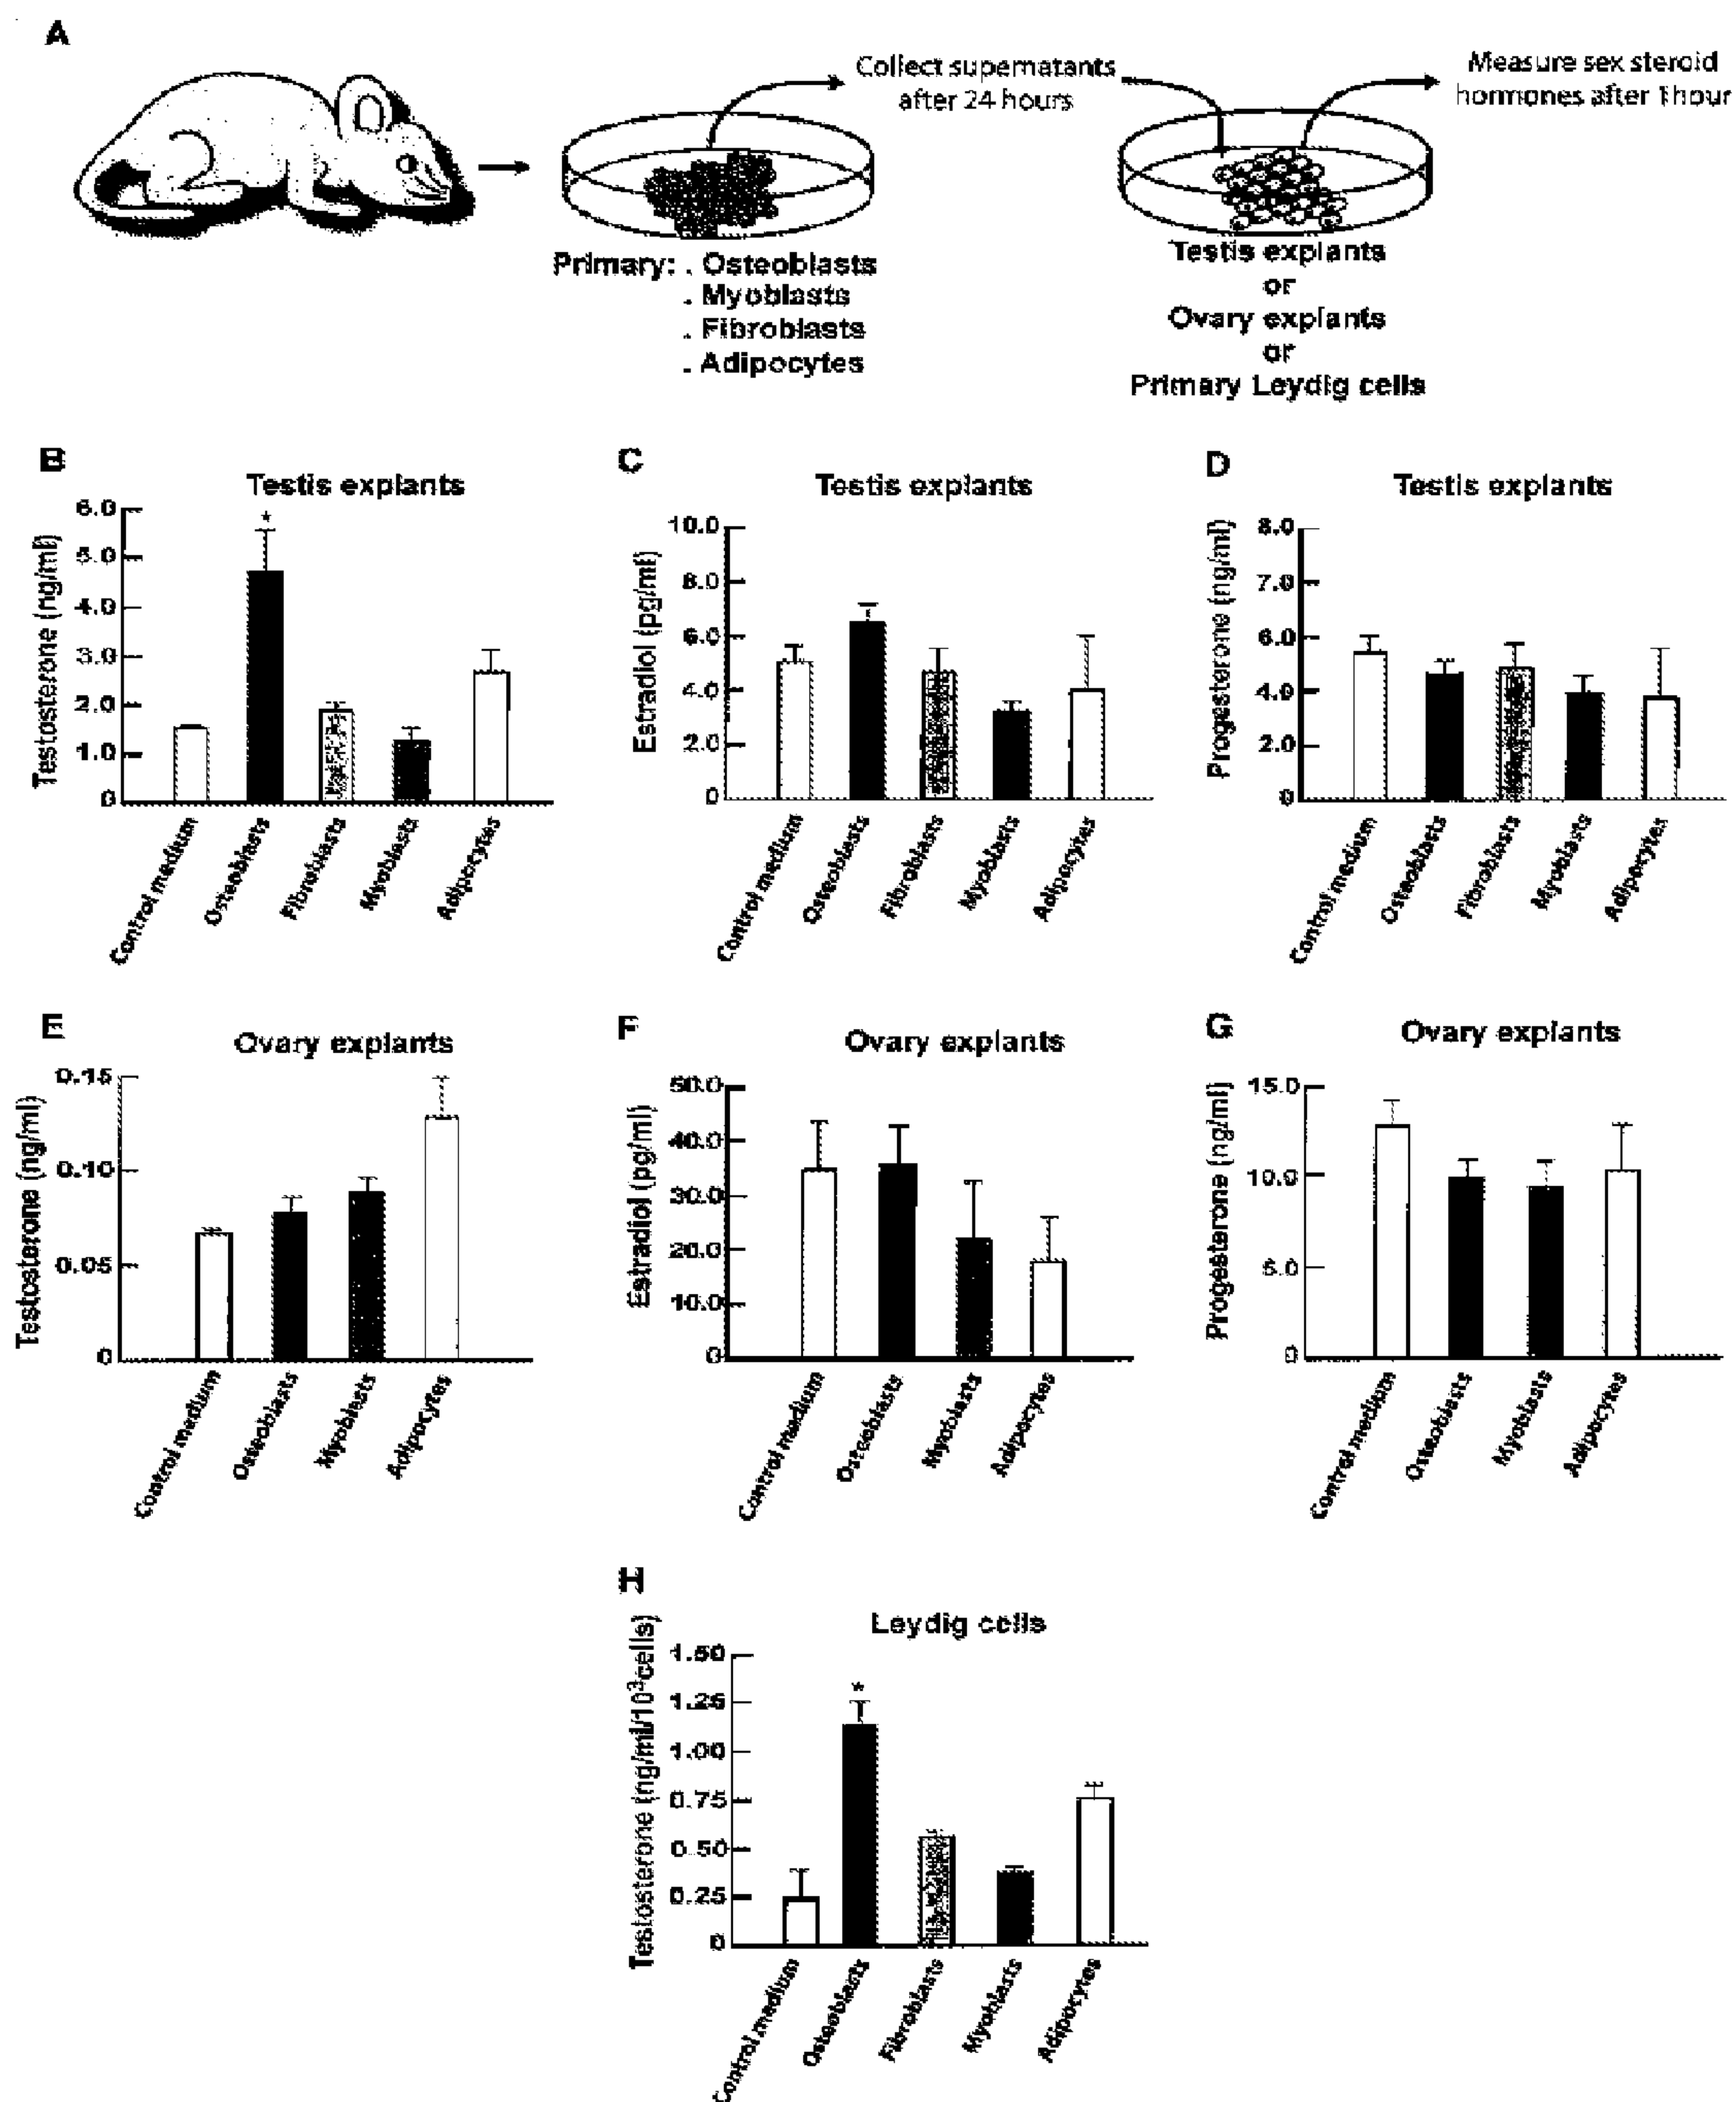 A
Collect supernatants
after 24 hours
Measure sex steroid
hormones after 1hour
Primary: . Osteoblasts
. Myoblasts
. Fibroblasts
. Adipocytes
Testis explants
or
Ovary explants
or
Primary Leydig cells
B
Testis explants
Testosterone (ng/ml)
6.0
5.0
4.0
3.0
2.0
1.0
0
*
Control medium
Osteoblasts
Fibroblasts
Myoblasts
Adipocytes
C
Testis explants
Estradiol (pg/ml)
10.0
8.0
6.0
4.0
2.0
0
Control medium
Osteoblasts
Fibroblasts
Myoblasts
Adipocytes
D
Testis explants
Progesterone (ng/ml)
8.0
7.0
6.0
4.0
2.0
0
Control medium
Osteoblasts
Fibroblasts
Myoblasts
Adipocytes
E
Ovary explants
Testosterone (ng/ml)
0.15
0.10
0.05
0
Control medium
Osteoblasts
Myoblasts
Adipocytes
F
Ovary explants
Estradiol (pg/ml)
50.0
40.0
30.0
20.0
10.0
0
Control medium
Osteoblasts
Myoblasts
Adipocytes
G
Ovary explants
Progesterone (ng/ml)
15.0
10.0
5.0
0
Control medium
Osteoblasts
Myoblasts
Adipocytes
H
Leydig cells
Testosterone (ng/ml/10³cells)
1.50
1.25
1.00
0.75
0.50
0.25
0
*
Control medium
Osteoblasts
Fibroblasts
Myoblasts
Adipocytes